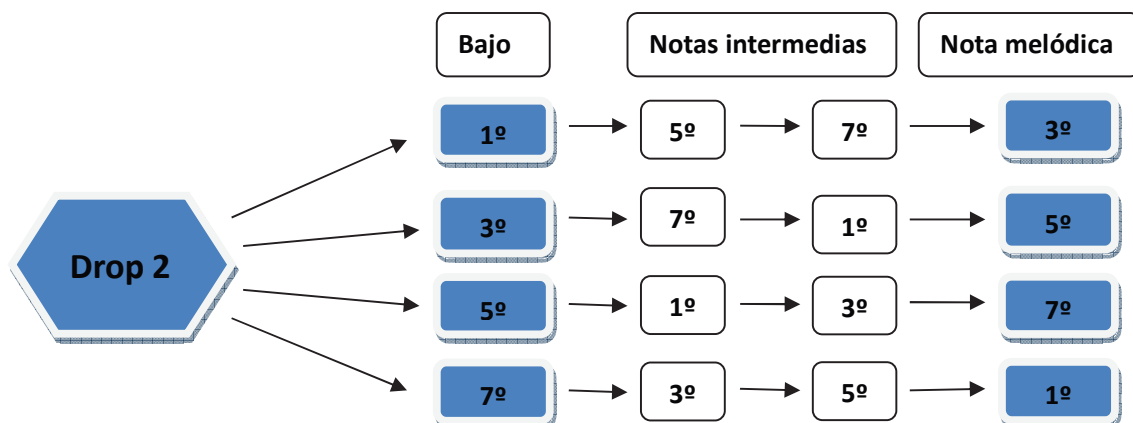 Bajo Notas intermedias Nota melódica
1º 5º 7º 3º
3º 7º 1º 5º
Drop 2
5º 1º 3º 7º
7º 3º 5º 1º